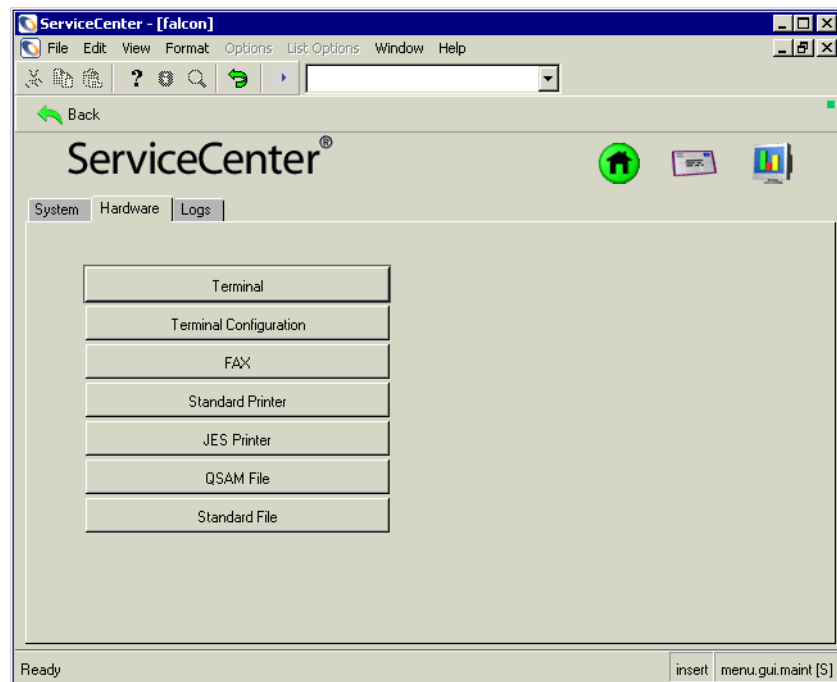 ServiceCenter - [falcon]
File Edit View Format Options List Options Window Help
?
Back
ServiceCenter®
System Hardware Logs
Terminal
Terminal Configuration
FAX
Standard Printer
JES Printer
QSAM File
Standard File
Ready insert menu.gui.maint [S]